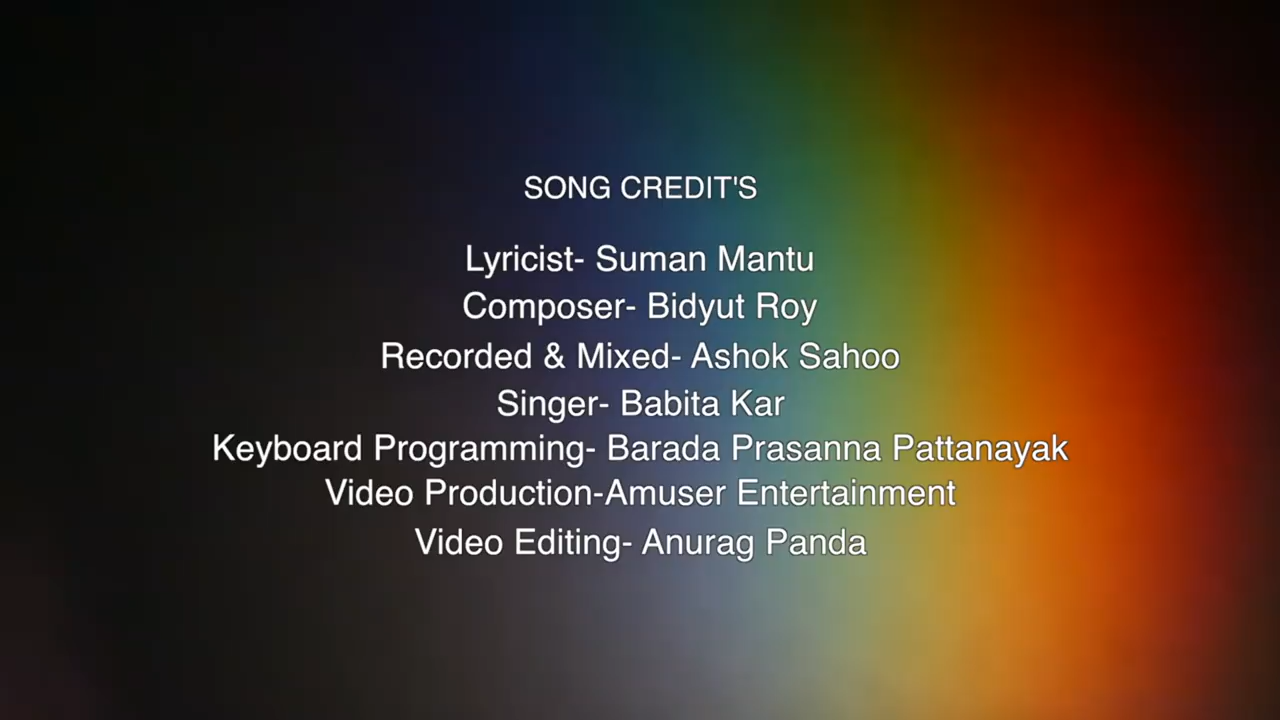 SONG CREDIT'S
Lyricist- Suman Mantu
Composer- Bidyut Roy
Recorded & Mixed- Ashok Sahoo
Singer- Babita Kar
Keyboard Programming- Barada Prasanna Pattanayak
Video Production-Amuser Entertainment
Video Editing- Anurag Panda